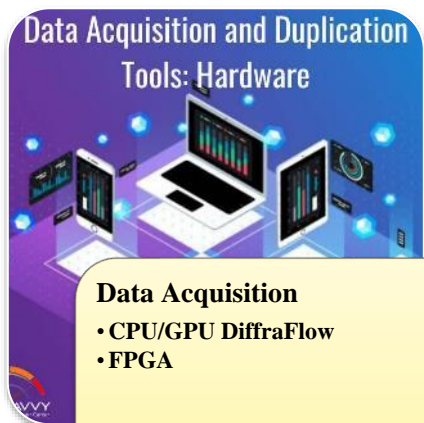 Data Acquisition and Duplication
Tools: Hardware
Data Acquisition
• CPU/GPU DiffraFlow
• FPGA